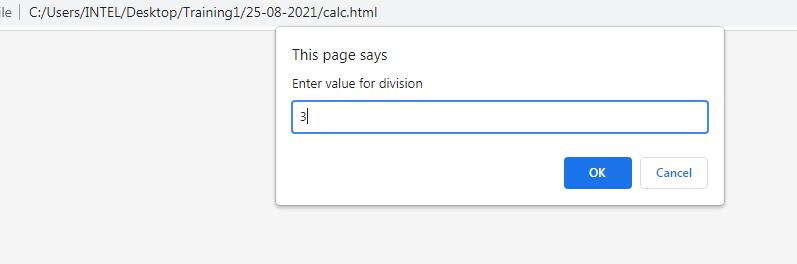 ile | C:/Users/INTEL/Desktop/Training1/25-08-2021/calc.html
This page says
Enter value for division
3
OK Cancel